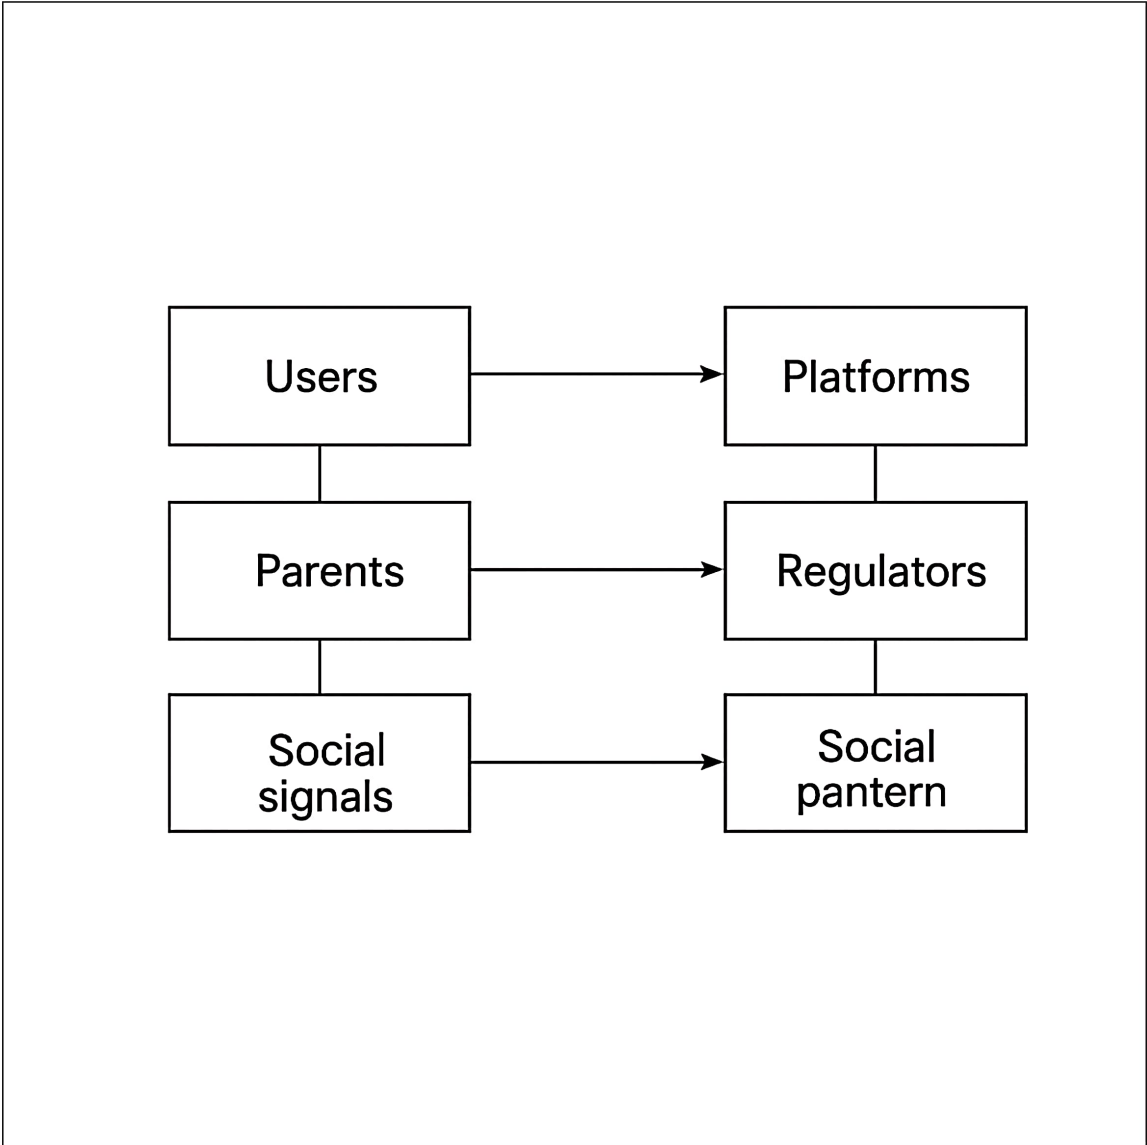 Users
Platforms
Parents
Regulators
Social
signals
Social
pantern